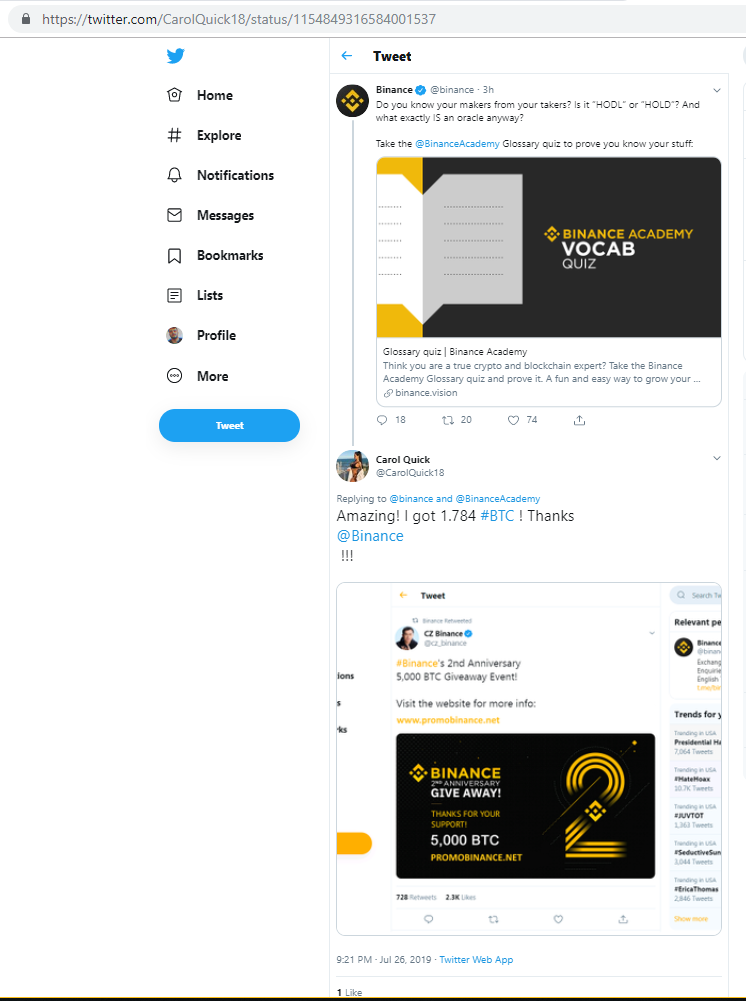 https://twitter.com/CarolQuick18/status/1154849316584001537
Home
Explore
Notifications
Messages
Bookmarks
Lists
Profile
More
Tweet
Tweet
Binance @binance · 3h
Do you know your makers from your takers? Is it "HODL" or "HOLD"? And
what exactly IS an oracle anyway?
Take the @BinanceAcademy Glossary quiz to prove you know your stuff:
BINANCE ACADEMY
VOCAB
QUIZ
Glossary quiz | Binance Academy
Think you are a true crypto and blockchain expert? Take the Binance
Academy Glossary quiz and prove it. A fun and easy way to grow your ...
binance.vision
18 20 74
Carol Quick
@CarolQuick18
Replying to @binance and @BinanceAcademy
Amazing! I got 1.784 #BTC ! Thanks
@Binance
!!!
Tweet
Binance Retweeted
CZ Binance
@cz_binance
#Binance's 2nd Anniversary
5,000 BTC Giveaway Event!
Visit the website for more info:
www.promobinance.net
BINANCE
2ND ANNIVERSARY
GIVE AWAY!
THANKS FOR YOUR
SUPPORT!
5,000 BTC
PROMOBINANCE.NET
2
728 Retweets 2.3K Likes
ions
s
ks
Search Tw
Relevant pe
Binance
@binan
Exchang
Enquirie
English
t.me/bin
Trends for y
Trending in USA
Presidential Ha
7,064 Tweets
Trending in USA
#HateHoax
10.7K Tweets
Trending in USA
#JUVTOT
1,363 Tweets
Trending in USA
#SeductiveSun
3,044 Tweets
Trending in USA
#EricaThomas
2,846 Tweets
Show more
9:21 PM · Jul 26, 2019 · Twitter Web App
1 Like